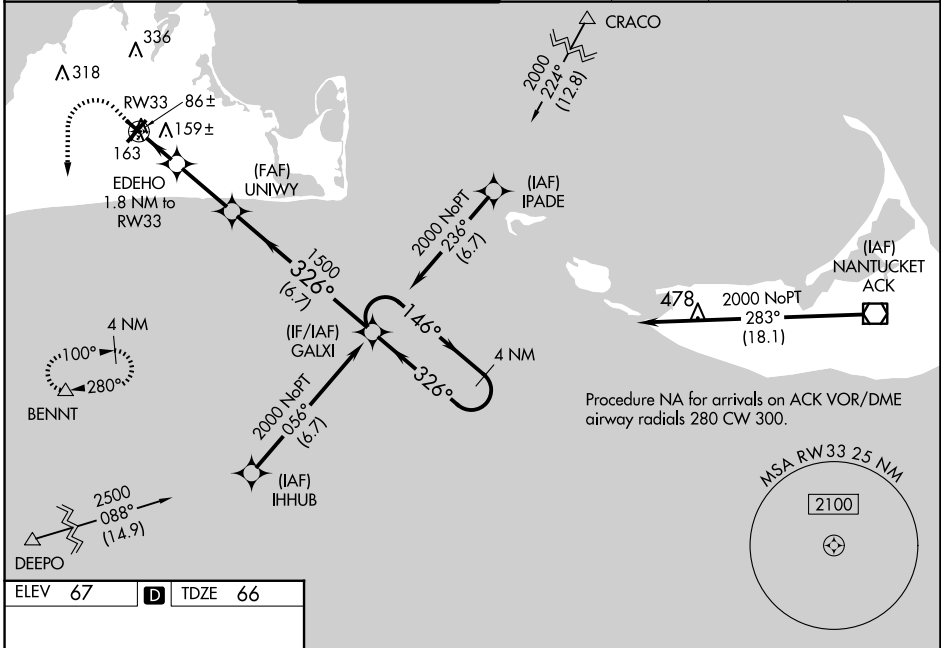 336
318
RW33
86±
159±
163
EDEHO
1.8 NM to
RW33
(FAF)
UNIWY
CRACO
2000
224°
(12.8)
(IAF)
IPADE
2000 NoPT
236°
(6.7)
1500
326°
(6.7)
(IF/IAF)
GALXI
146°
326°
4 NM
(IAF)
NANTUCKET
ACK
478
2000 NoPT
283°
(18.1)
4 NM
100°
280°
BENNT
2000 NoPT
056°
(6.7)
(IAF)
IHHUB
Procedure NA for arrivals on ACK VOR/DME
airway radials 280 CW 300.
MSA RW33 25 NM
2100
2500
088°
(14.9)
DEEPO
ELEV 67 D TDZE 66